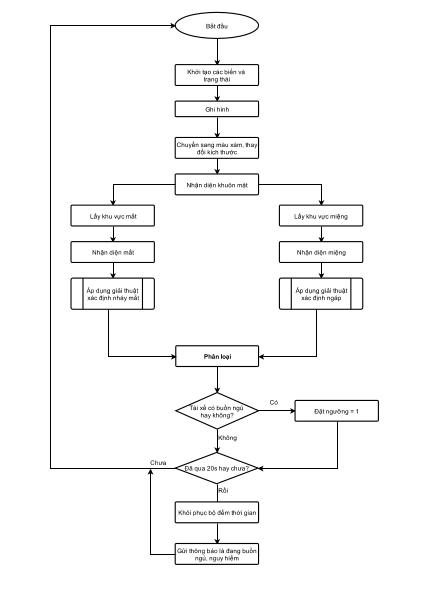 Bắt đầu
Khởi tạo các biến và
trạng thái
Ghi hình
Chuyển sang màu xám, thay
đổi kích thước
Nhận diện khuôn mặt
Lấy khu vực mắt
Lấy khu vực miệng
Nhận diện mắt
Nhận diện miệng
Áp dụng giải thuật
xác định nháy mắt
Áp dụng giải thuật
xác định ngáp
Phân loại
Tài xế có buồn ngủ
hay không?
Có
Đặt ngưỡng = 1
Không
Đã qua 20s hay chưa?
Chưa
Rồi
Khôi phục bộ đếm thời gian
Gửi thông báo là đang buồn
ngủ, nguy hiểm